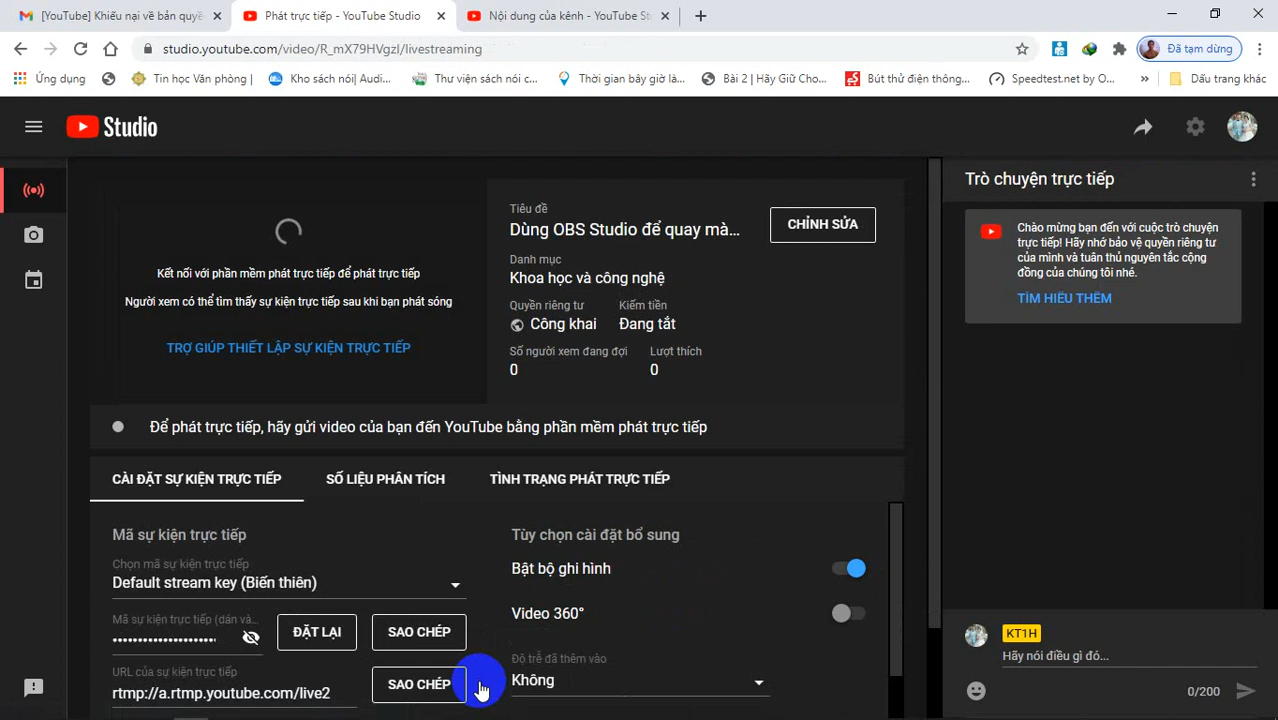 [YouTube] Khiếu nại về bản quyề
Phát trực tiếp - YouTube Studio
Nội dung của kênh - YouTube St
studio.youtube.com/video/R_mX79HVgzI/livestreaming
Đã tạm dừng
Ứng dụng
Tin học Văn phòng |
Kho sách nói| Audi...
Thư viện sách nói c...
Thời gian bây giờ là...
Bài 2 | Hãy Giữ Cho...
Bút thử điện thông...
Speedtest.net by O...
»
Dấu trang khác
Studio
Kết nối với phần mềm phát trực tiếp để phát trực tiếp
Người xem có thể tìm thấy sự kiện trực tiếp sau khi bạn phát sóng
TRỢ GIÚP THIẾT LẬP SỰ KIỆN TRỰC TIẾP
Tiêu đề
Dùng OBS Studio để quay mà...
CHỈNH SỬA
Danh mục
Khoa học và công nghệ
Quyền riêng tư
Kiếm tiền
Công khai
Đang tắt
Số người xem đang đợi
Lượt thích
0
0
Trò chuyện trực tiếp
Chào mừng bạn đến với cuộc trò chuyện
trực tiếp! Hãy nhớ bảo vệ quyền riêng tư
của mình và tuân thủ nguyên tắc cộng
đồng của chúng tôi nhé.
TÌM HIỂU THÊM
Để phát trực tiếp, hãy gửi video của bạn đến YouTube bằng phần mềm phát trực tiếp
CÀI ĐẶT SỰ KIỆN TRỰC TIẾP
SỐ LIỆU PHÂN TÍCH
TÌNH TRẠNG PHÁT TRỰC TIẾP
Mã sự kiện trực tiếp
Chọn mã sự kiện trực tiếp
Default stream key (Biến thiên)
Mã sự kiện trực tiếp (dán và...
ĐẶT LẠI
SAO CHÉP
URL của sự kiện trực tiếp
rtmp://a.rtmp.youtube.com/live2
SAO CHÉP
Tùy chọn cài đặt bổ sung
Bật bộ ghi hình
Video 360°
Độ trễ đã thêm vào
Không
KT1H
Hãy nói điều gì đó...
0/200